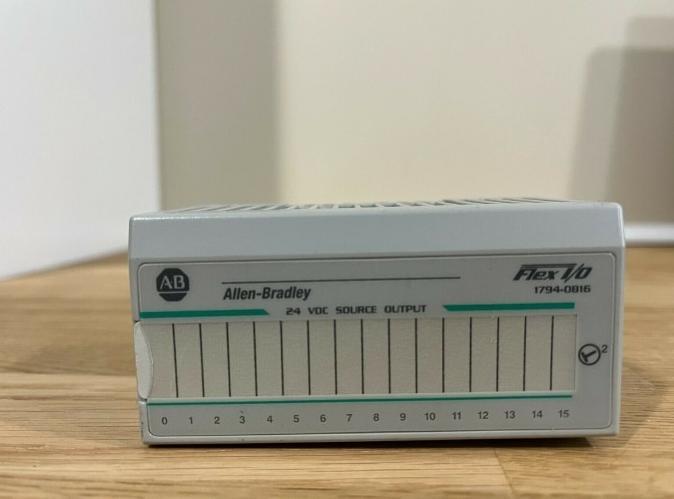 AB
Allen-Bradley
Flex I/O
1794-OB16
24 VDC SOURCE OUTPUT
2
0 1 2 3 4 5 6 7 8 9 10 11 12 13 14 15